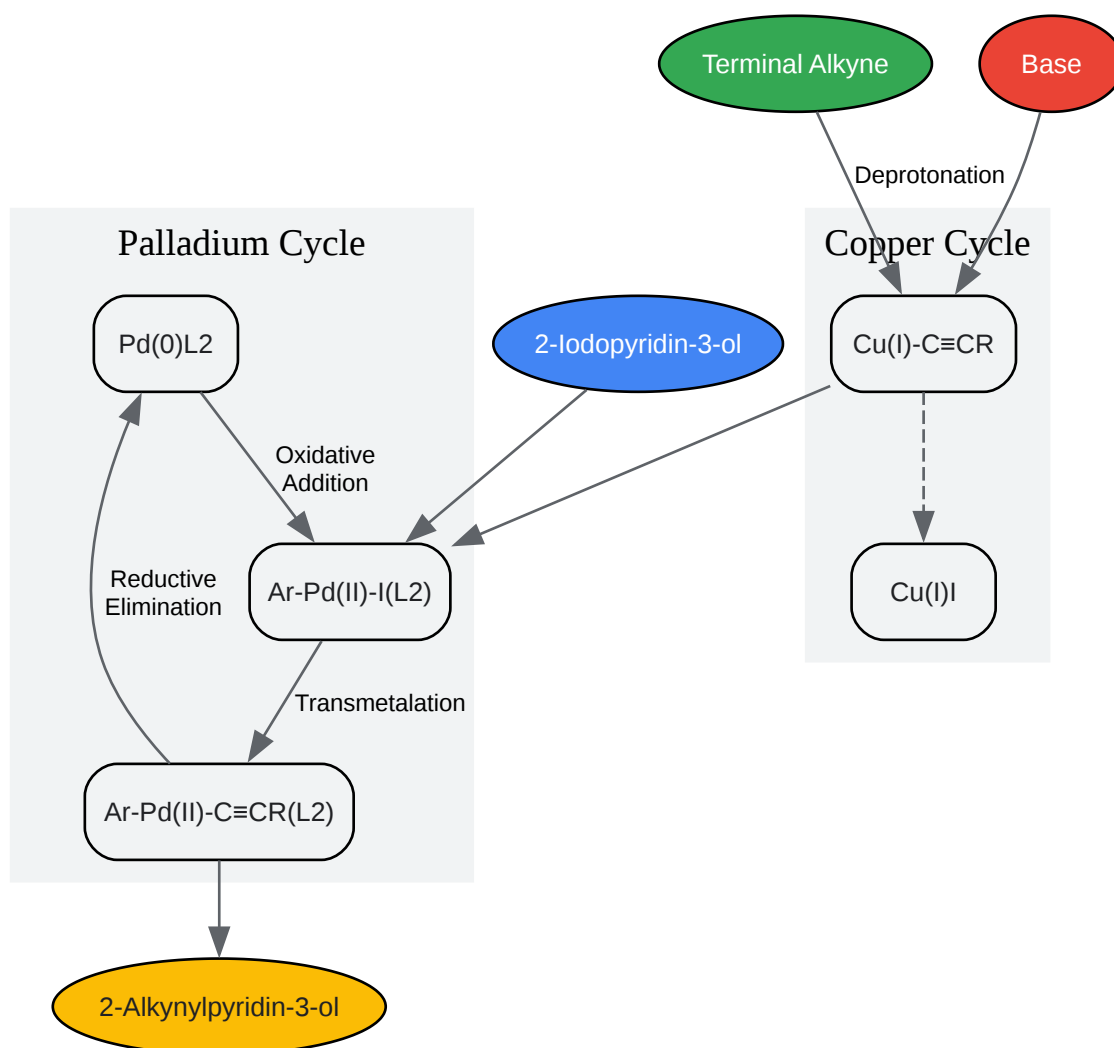 Terminal Alkyne
Base
Deprotonation
Palladium Cycle
Copper Cycle
Pd(0)L2
2-Iodopyridin-3-ol
Cu(I)-C≡CR
Oxidative
Addition
Reductive
Elimination
Ar-Pd(II)-I(L2)
Cu(I)I
Transmetalation
Ar-Pd(II)-C≡CR(L2)
2-Alkynylpyridin-3-ol